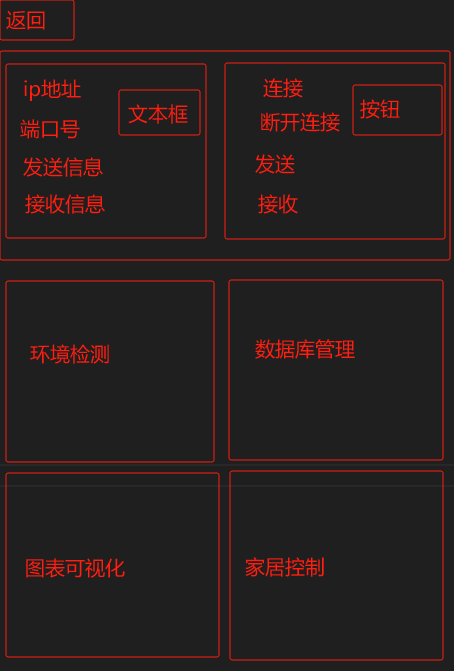 返回
ip地址
端口号
发送信息
接收信息
文本框
连接
断开连接
发送
接收
按钮
环境检测
数据库管理
图表可视化
家居控制